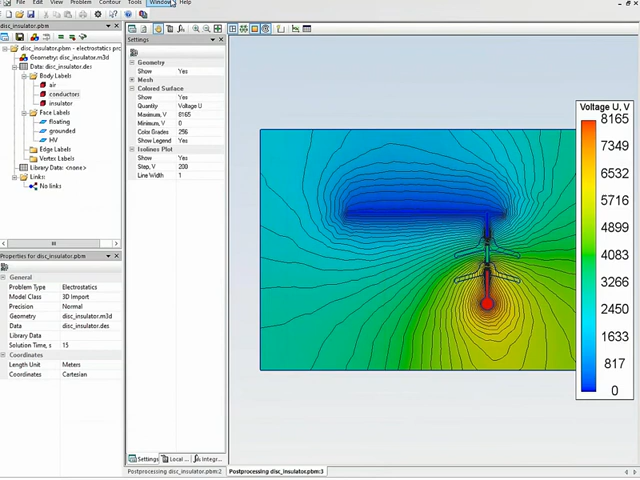 File Edit View Problem Contour Tools Window Help
disc_insulator.pbm
disc_insulator.pbm - electrostatics pr
Geometry: disc_insulator.m3d
Data: disc_insulator.des
Body Labels
air
conductors
insulator
Face Labels
floating
grounded
HV
Edge Labels
Vertex Labels
Library Data: <none>
Links:
No links
Properties for disc_insulator.pbm
General
Problem Type Electrostatics
Model Class 3D Import
Precision Normal
Geometry disc_insulator.m3d
Data disc_insulator.des
Library Data
Solution Time, s 15
Coordinates
Length Unit Meters
Coordinates Cartesian
Settings
Geometry
Show Yes
Mesh
Colored Surface
Show Yes
Quantity Voltage U
Maximum, V 8165
Minimum, V 0
Color Grades 256
Show Legend Yes
Isolines Plot
Show Yes
Step, V 200
Line Width 1
Settings Local ... Integr...
Postprocessing disc_insulator.pbm:2 Postprocessing disc_insulator.pbm:3
Voltage U, V
8165
7349
6532
5716
4899
4083
3266
2450
1633
817
0